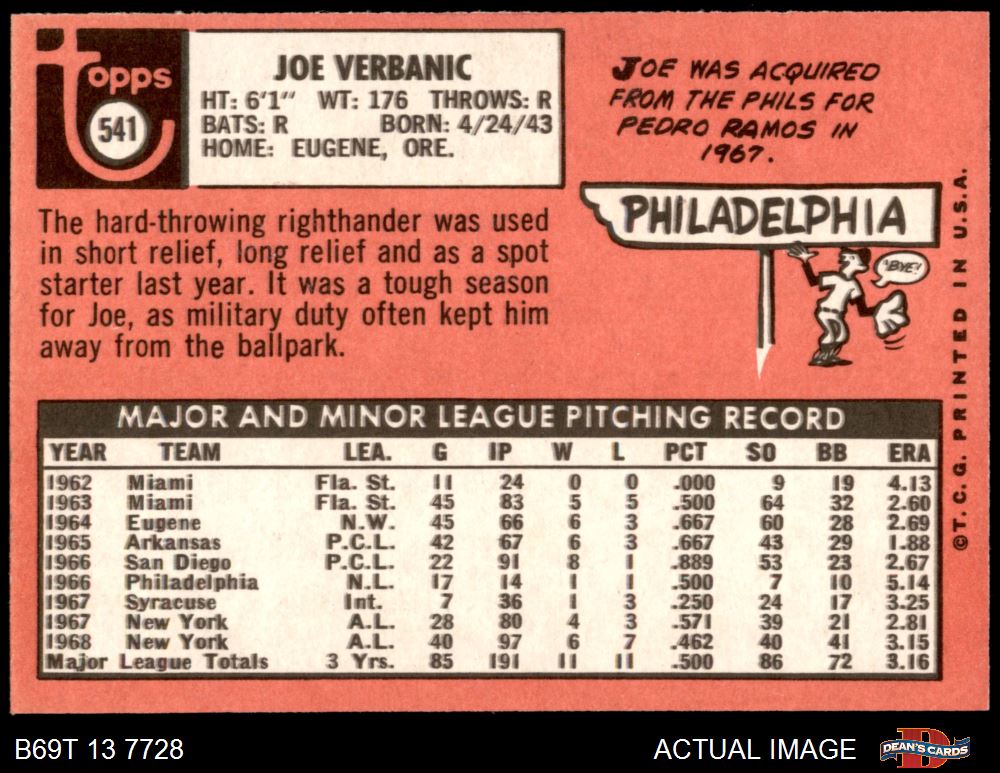 topps
541
JOE VERBANIC
HT: 6'1" WT: 176 THROWS: R
BATS: R BORN: 4/24/43
HOME: EUGENE, ORE.
JOE WAS ACQUIRED
FROM THE PHILS FOR
PEDRO RAMOS IN
1967.
PHILADELPHIA
"BYE!"
The hard-throwing righthander was used
in short relief, long relief and as a spot
starter last year. It was a tough season
for Joe, as military duty often kept him
away from the ballpark.
MAJOR AND MINOR LEAGUE PITCHING RECORD
YEAR TEAM LEA. G IP W L PCT SO BB ERA
1962 Miami Fla. St. 11 24 0 0 .000 9 19 4.13
1963 Miami Fla. St. 45 83 5 5 .500 64 32 2.60
1964 Eugene N.W. 45 66 6 3 .667 60 28 2.69
1965 Arkansas P.C.L. 42 67 6 3 .667 43 29 1.88
1966 San Diego P.C.L. 22 91 8 1 .889 53 23 2.67
1966 Philadelphia N.L. 17 14 1 1 .500 7 10 5.14
1967 Syracuse Int. 7 36 1 3 .250 24 17 3.25
1967 New York A.L. 28 80 4 3 .571 39 21 2.81
1968 New York A.L. 40 97 6 7 .462 40 41 3.15
Major League Totals 3 Yrs. 85 191 11 11 .500 86 72 3.16
©T. C. G. PRINTED IN U.S.A.
B69T 13 7728
ACTUAL IMAGE
DEAN'S CARDS